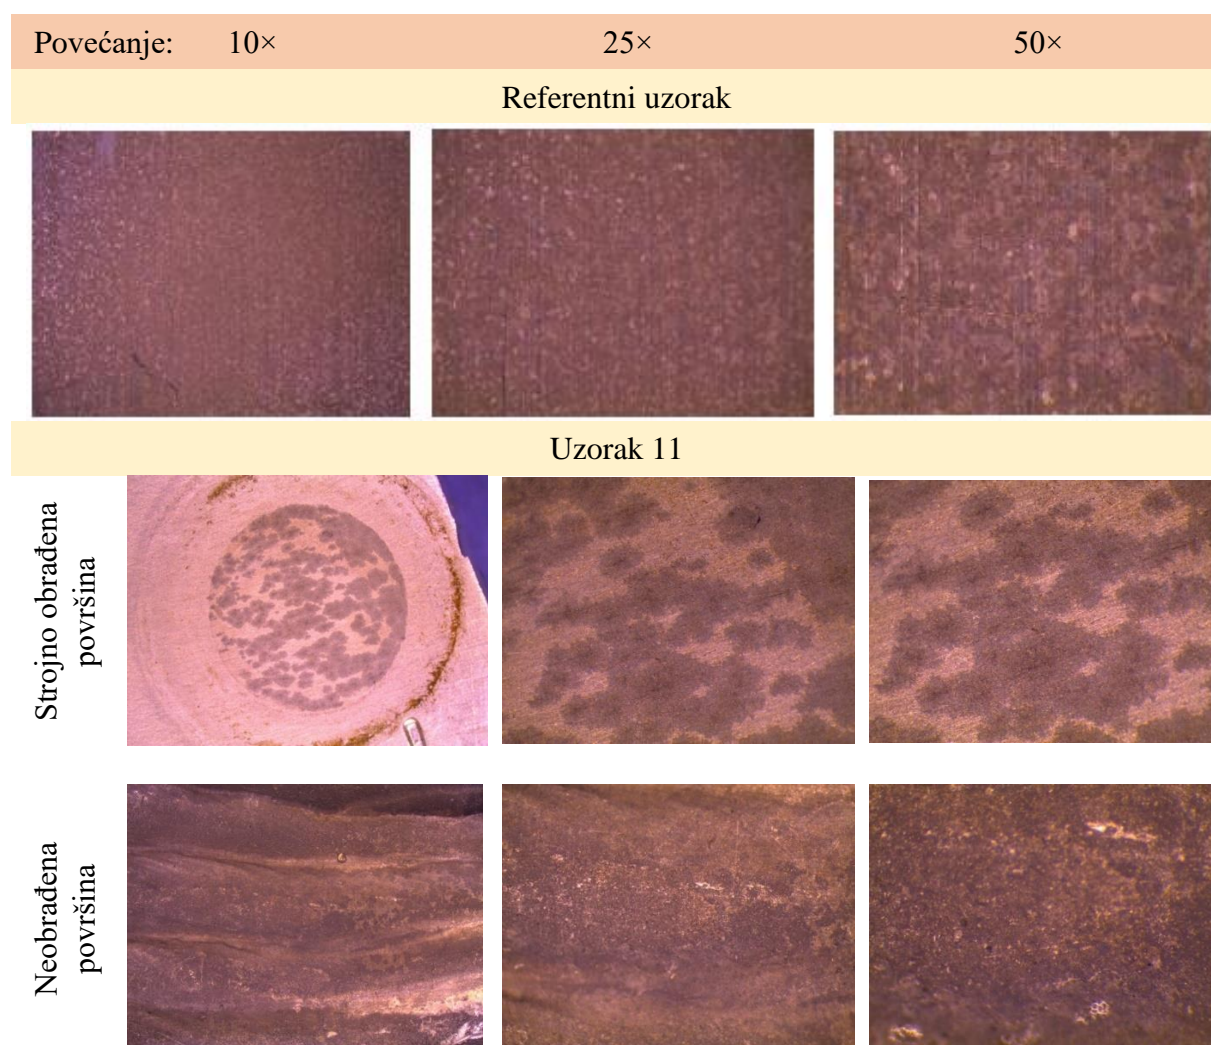 Povećanje: 10× 25× 50×
Referentni uzorak
Uzorak 11
Strojno obrađena
površina
Neobrađena
površina